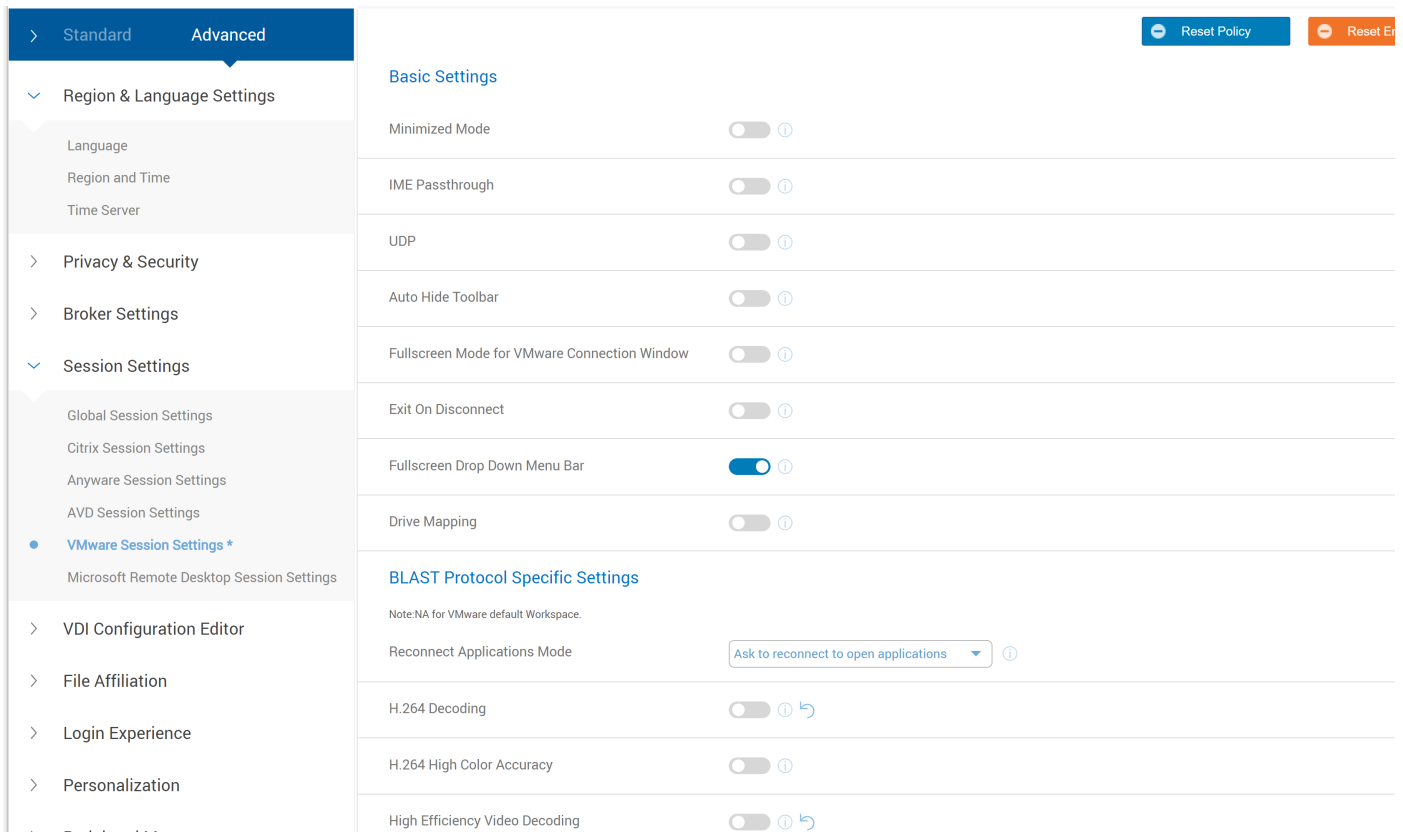 Standard
Advanced
Reset Policy
Reset
Region & Language Settings
Language
Region and Time
Time Server
Privacy & Security
Broker Settings
Session Settings
Global Session Settings
Citrix Session Settings
Anyware Session Settings
AVD Session Settings
VMware Session Settings *
Microsoft Remote Desktop Session Settings
VDI Configuration Editor
File Affiliation
Login Experience
Personalization
Basic Settings
Minimized Mode
IME Passthrough
UDP
Auto Hide Toolbar
Fullscreen Mode for VMware Connection Window
Exit On Disconnect
Fullscreen Drop Down Menu Bar
Drive Mapping
BLAST Protocol Specific Settings
Note:NA for VMware default Workspace.
Reconnect Applications Mode
Ask to reconnect to open applications
H.264 Decoding
H.264 High Color Accuracy
High Efficiency Video Decoding